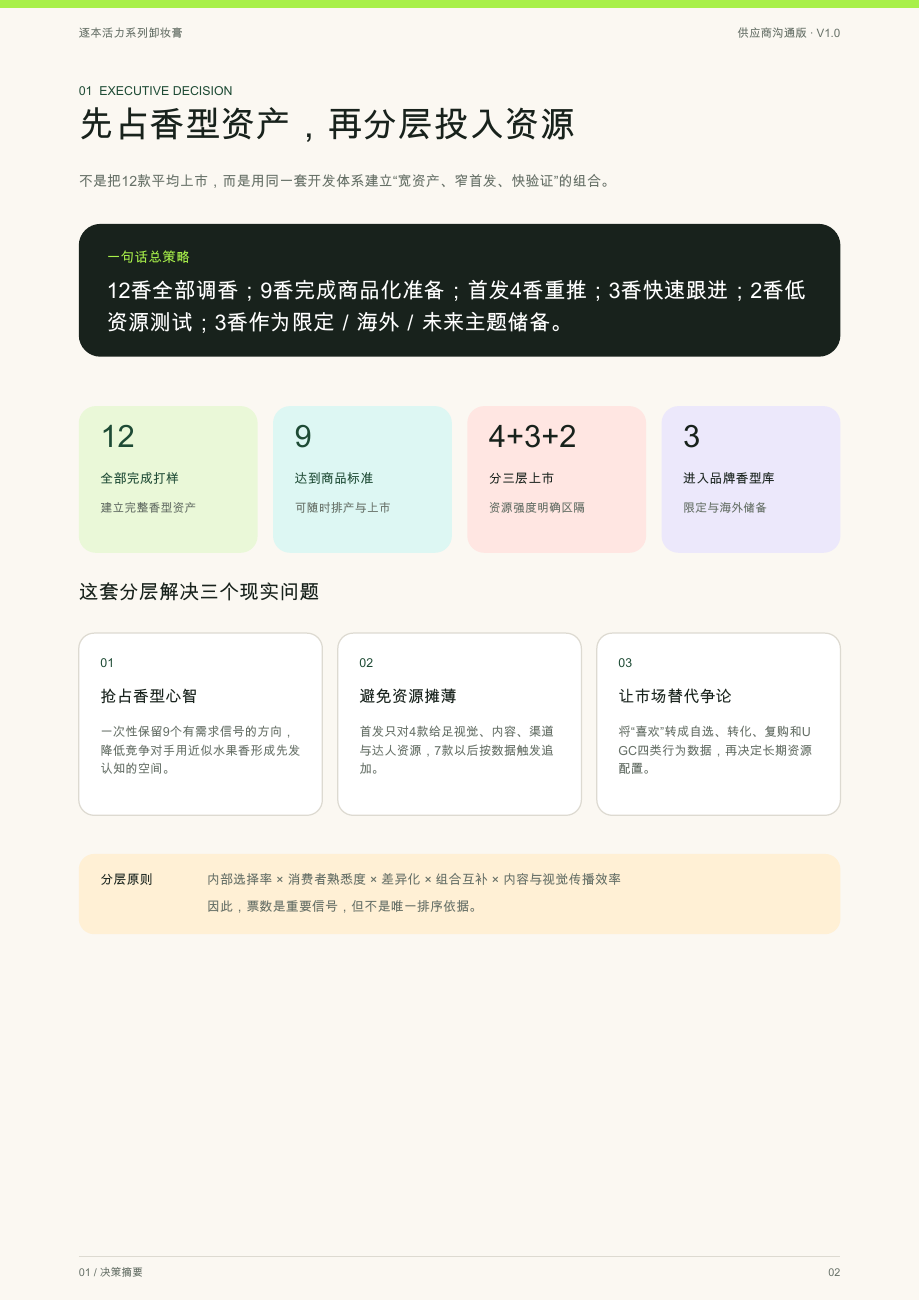 逐本活力系列卸妆膏
供应商沟通版 · V1.0
01 EXECUTIVE DECISION
先占香型资产，再分层投入资源
不是把12款平均上市，而是用同一套开发体系建立“宽资产、窄首发、快验证”的组合。
一句话总策略
12香全部调香；9香完成商品化准备；首发4香重推；3香快速跟进；2香低
资源测试；3香作为限定 / 海外 / 未来主题储备。
12
全部完成打样
建立完整香型资产
9
达到商品标准
可随时排产与上市
4+3+2
分三层上市
资源强度明确区隔
3
进入品牌香型库
限定与海外储备
这套分层解决三个现实问题
01
抢占香型心智
一次性保留9个有需求信号的方向，
降低竞争对手用近似水果香形成先发
认知的空间。
02
避免资源摊薄
首发只对4款给足视觉、内容、渠道
与达人资源，7款以后按数据触发追
加。
03
让市场替代争论
将“喜欢”转成自选、转化、复购和U
GC四类行为数据，再决定长期资源
配置。
分层原则
内部选择率 × 消费者熟悉度 × 差异化 × 组合互补 × 内容与视觉传播效率
因此，票数是重要信号，但不是唯一排序依据。
01 / 决策摘要
02